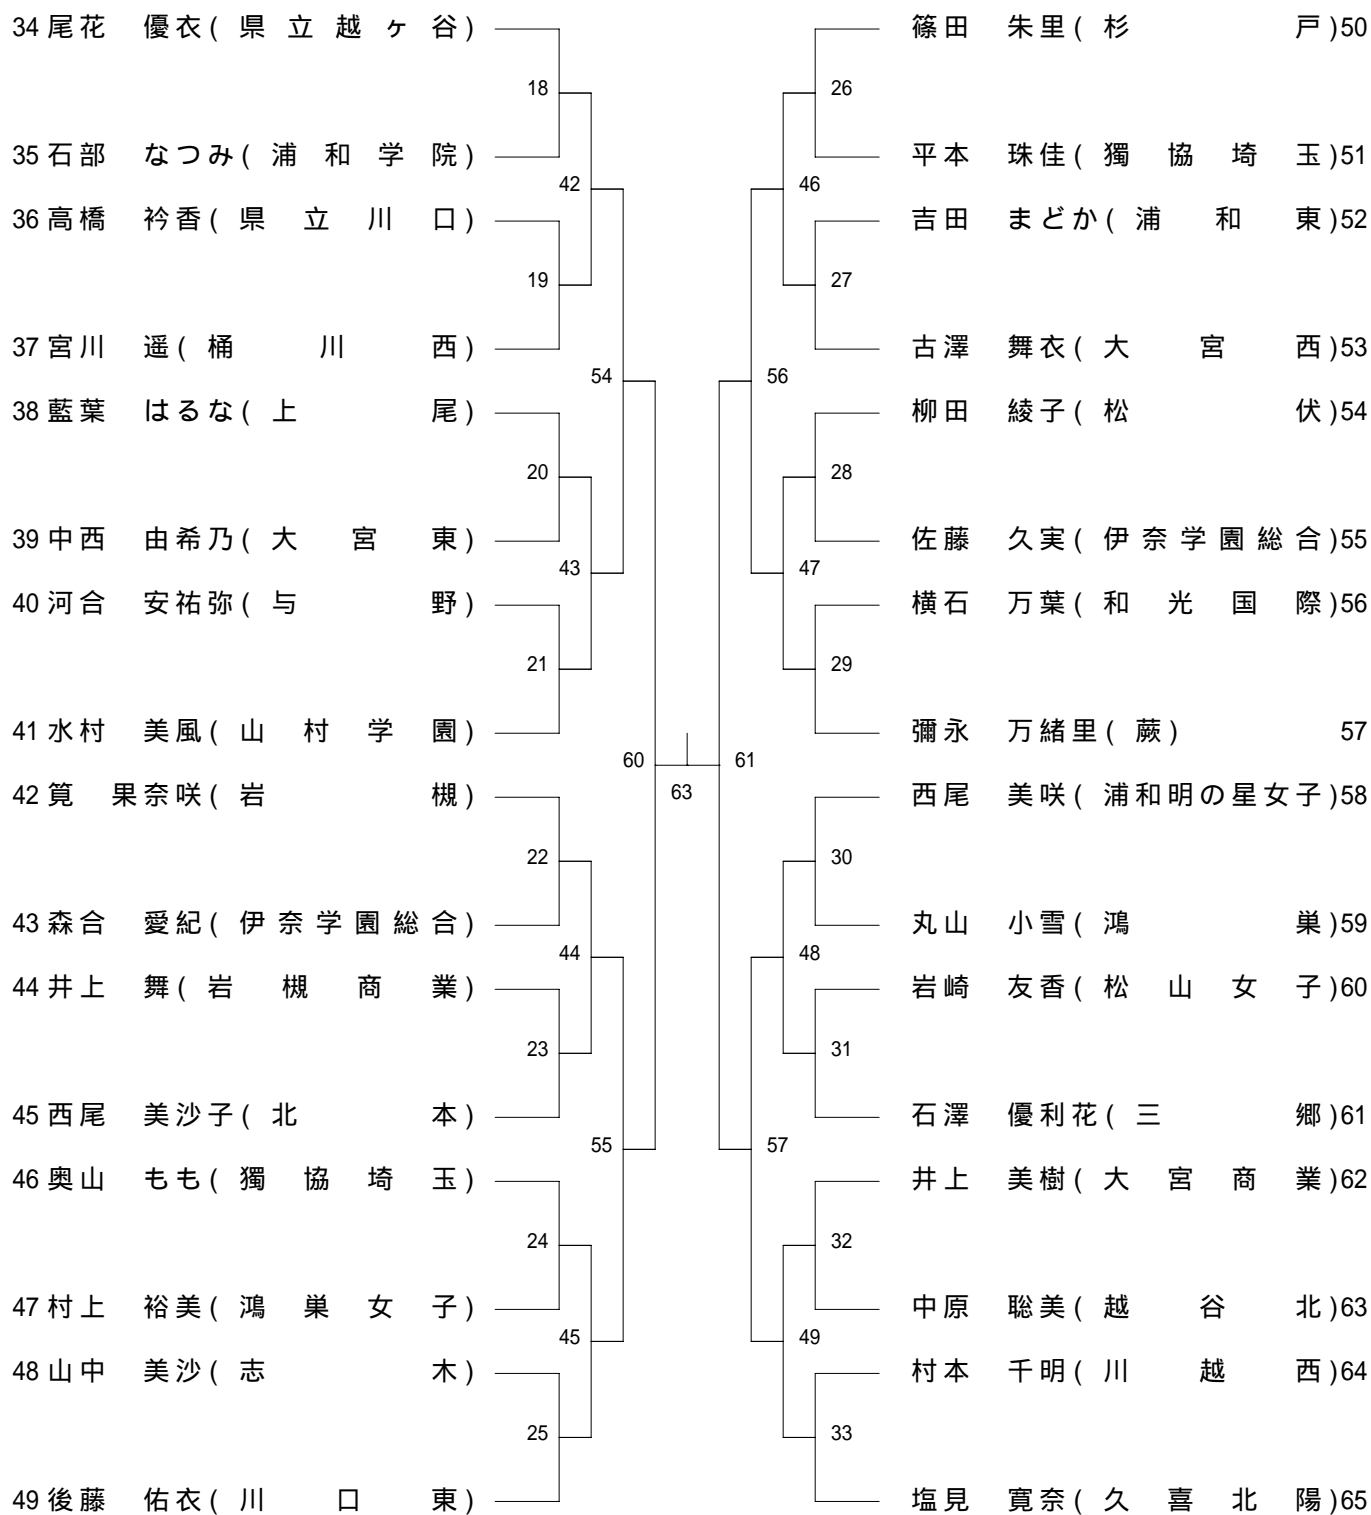 34 尾花 優衣(県立越ヶ谷)
18
35 石部 なつみ(浦和学院)
42
36 高橋 衿香(県立川口)
19
37 宮川 遥(桶川西)
54
38 藍葉 はるな(上尾)
20
39 中西 由希乃(大宮東)
43
40 河合 安祐弥(与野)
21
41 水村 美風(山村学園)
60
42 筧 果奈咲(岩槻)
22
43 森合 愛紀(伊奈学園総合)
44
44 井上 舞(岩槻商業)
23
45 西尾 美沙子(北本)
55
46 奥山 もも(獨協埼玉)
24
47 村上 裕美(鴻巣女子)
45
48 山中 美沙(志木)
25
49 後藤 佑衣(川口東)
63
篠田 朱里(杉戸)50
26
平本 珠佳(獨協埼玉)51
46
吉田 まどか(浦和東)52
27
古澤 舞衣(大宮西)53
56
柳田 綾子(松伏)54
28
佐藤 久実(伊奈学園総合)55
47
横石 万葉(和光国際)56
29
彌永 万緒里(蕨) 57
61
西尾 美咲(浦和明の星女子)58
30
丸山 小雪(鴻巣)59
48
岩崎 友香(松山女子)60
31
石澤 優利花(三郷)61
57
井上 美樹(大宮商業)62
32
中原 聡美(越谷北)63
49
村本 千明(川越西)64
33
塩見 寛奈(久喜北陽)65